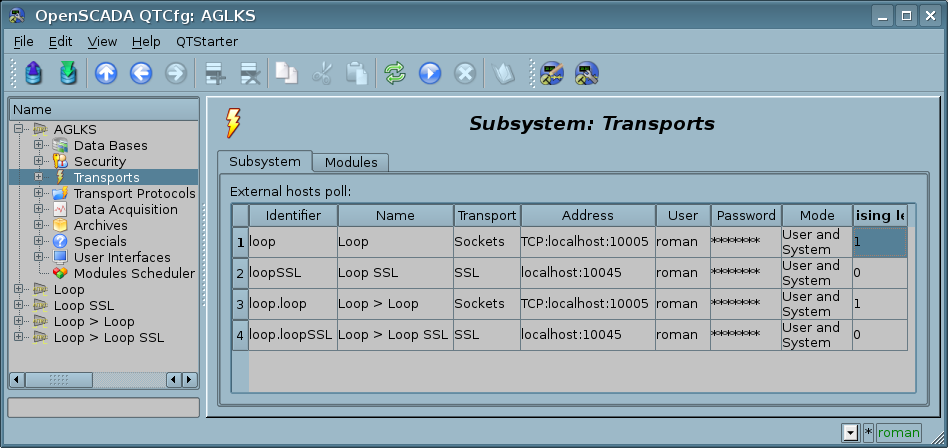 OpenSCADA QTCfg: AGLKS
File Edit View Help QTStarter
Name
AGLKS
Data Bases
Security
Transports
Transport Protocols
Data Acquisition
Archives
Specials
User Interfaces
Modules Scheduler
Loop
Loop SSL
Loop > Loop
Loop > Loop SSL
Subsystem: Transports
Subsystem Modules
External hosts poll:
Identifier Name Transport Address User Password Mode ising le
1 loop Loop Sockets TCP:localhost:10005 roman ******* User and System 1
2 loopSSL Loop SSL SSL localhost:10045 roman ******* User and System 0
3 loop.loop Loop > Loop Sockets TCP:localhost:10005 roman ******* User and System 1
4 loop.loopSSL Loop > Loop SSL SSL localhost:10045 roman ******* User and System 0
* roman